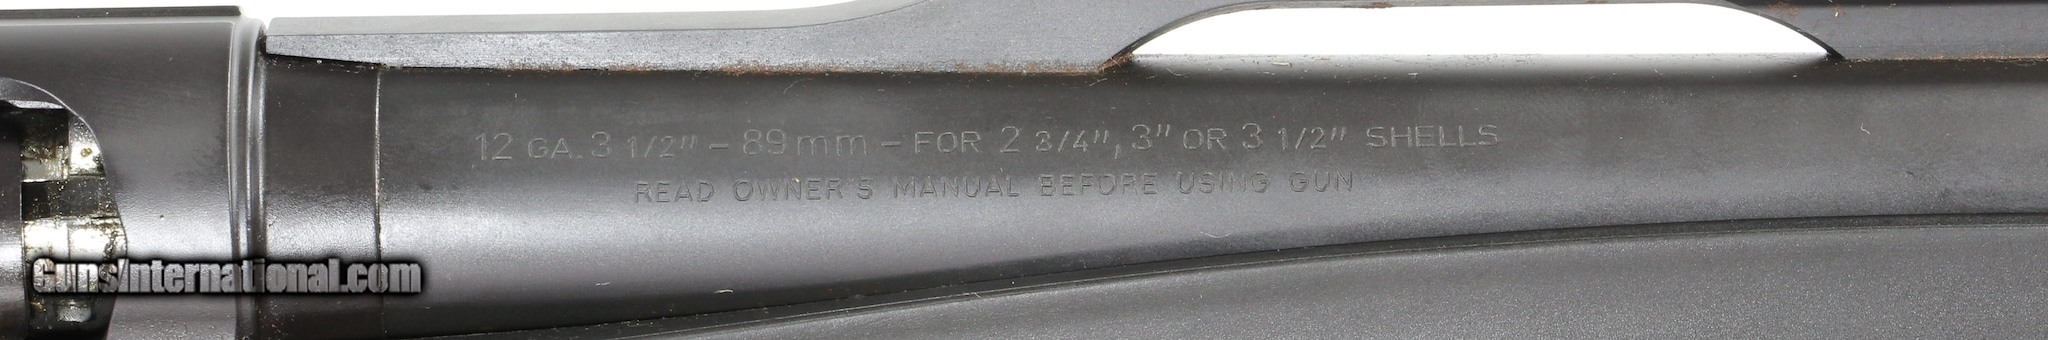 12 GA. 3 1/2" – 89mm – FOR 2 3/4", 3" OR 3 1/2" SHELLS
READ OWNER'S MANUAL BEFORE USING GUN
GunsInternational.com